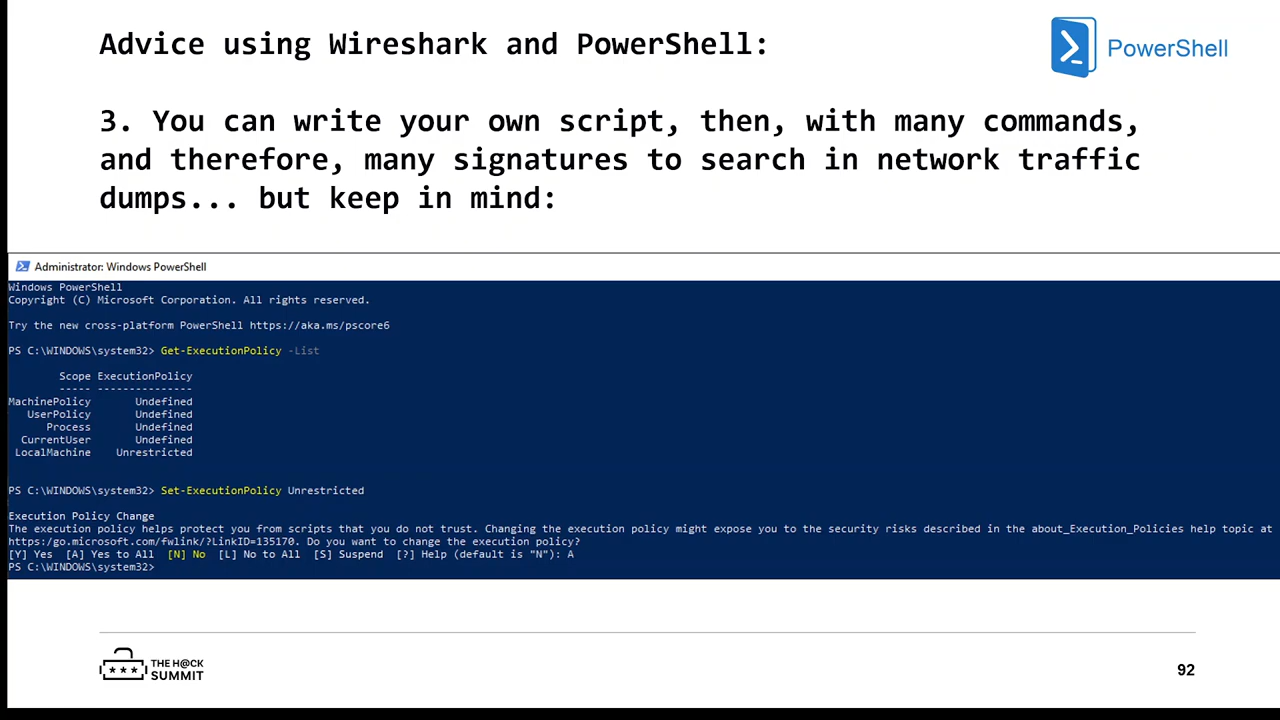 Advice using Wireshark and PowerShell:
PowerShell
3. You can write your own script, then, with many commands,
and therefore, many signatures to search in network traffic
dumps... but keep in mind:
Administrator: Windows PowerShell
Windows PowerShell
Copyright (C) Microsoft Corporation. All rights reserved.
Try the new cross-platform PowerShell https://aka.ms/pscore6
PS C:\WINDOWS\system32> Get-ExecutionPolicy -List
Scope ExecutionPolicy
----- ---------------
MachinePolicy Undefined
UserPolicy Undefined
Process Undefined
CurrentUser Undefined
LocalMachine Unrestricted
PS C:\WINDOWS\system32> Set-ExecutionPolicy Unrestricted
Execution Policy Change
The execution policy helps protect you from scripts that you do not trust. Changing the execution policy might expose you to the security risks described in the about_Execution_Policies help topic at
https:/go.microsoft.com/fwlink/?LinkID=135170. Do you want to change the execution policy?
[Y] Yes [A] Yes to All [N] No [L] No to All [S] Suspend [?] Help (default is "N"): A
PS C:\WINDOWS\system32>
THE H@CK
SUMMIT
92